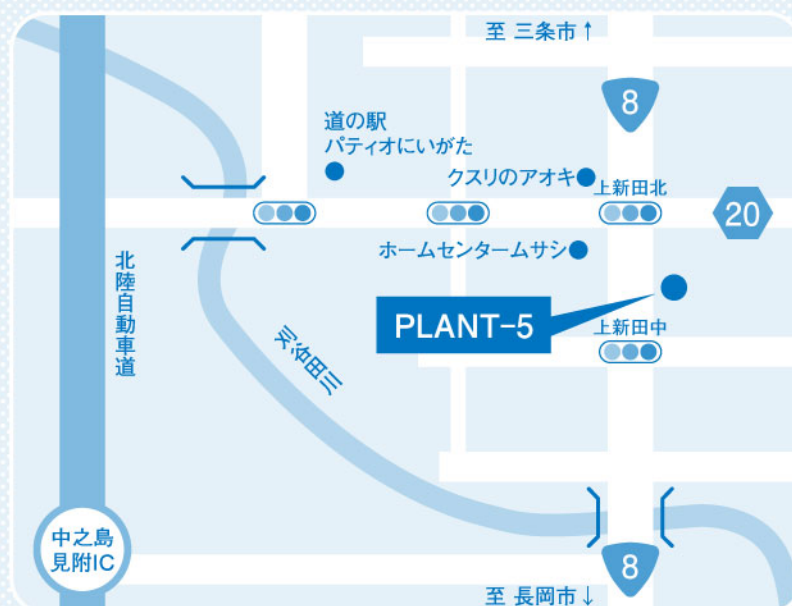 至 三条市↑
8
道の駅
パティオにいがた
クスリのアオキ
上新田北
20
ホームセンタームサシ
北陸自動車道
PLANT-5
上新田中
刈谷田川
中之島
見附IC
8
至 長岡市↓